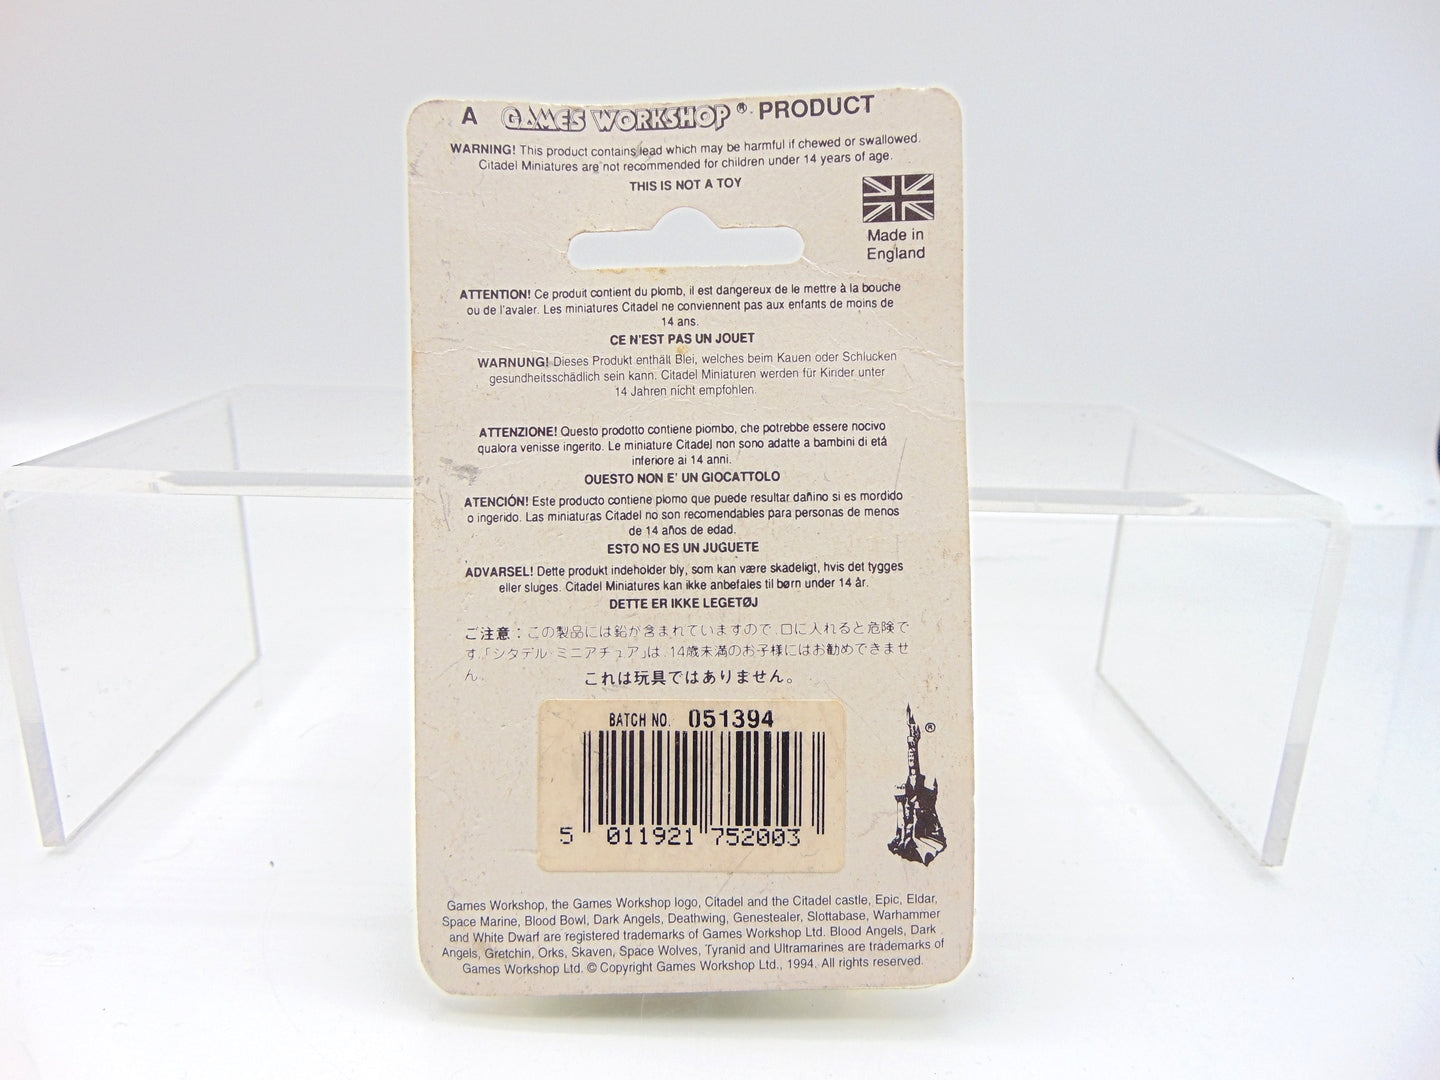 A GAMES WORKSHOP® PRODUCT
WARNING! This product contains lead which may be harmful if chewed or swallowed.
Citadel Miniatures are not recommended for children under 14 years of age.
THIS IS NOT A TOY
Made in
England
ATTENTION! Ce produit contient du plomb, il est dangereux de le mettre à la bouche
ou de l'avaler. Les miniatures Citadel ne conviennent pas aux enfants de moins de
14 ans.
CE N'EST PAS UN JOUET
WARNUNG! Dieses Produkt enthält Blei, welches beim Kauen oder Schlucken
gesundheitsschädlich sein kann. Citadel Miniaturen werden für Kinder unter
14 Jahren nicht empfohlen.
ATTENZIONE! Questo prodotto contiene piombo, che potrebbe essere nocivo
qualora venisse ingerito. Le miniature Citadel non sono adatte a bambini di etá
inferiore ai 14 anni.
OUESTO NON E' UN GIOCATTOLO
ATENCIÓN! Este producto contiene plomo que puede resultar dañino si es mordido
o ingerido. Las miniaturas Citadel no son recomendables para personas de menos
de 14 años de edad.
ESTO NO ES UN JUGUETE
ADVARSEL! Dette produkt indeholder bly, som kan være skadeligt, hvis det tygges
eller sluges. Citadel Miniatures kan ikke anbefales til børn under 14 år.
DETTE ER IKKE LEGETØJ
ご注意：この製品には鉛が含まれていますので、口に入れると危険で
す。「シタデル・ミニアチュア」は、14歳未満のお子様にはお勧めできませ
ん。
これは玩具ではありません。
BATCH NO. 051394
®
5 011921 752003
Games Workshop, the Games Workshop logo, Citadel and the Citadel castle, Epic, Eldar,
Space Marine, Blood Bowl, Dark Angels, Deathwing, Genestealer, Slottabase, Warhammer
and White Dwarf are registered trademarks of Games Workshop Ltd. Blood Angels, Dark
Angels, Gretchin, Orks, Skaven, Space Wolves, Tyranid and Ultramarines are trademarks of
Games Workshop Ltd. © Copyright Games Workshop Ltd., 1994. All rights reserved.